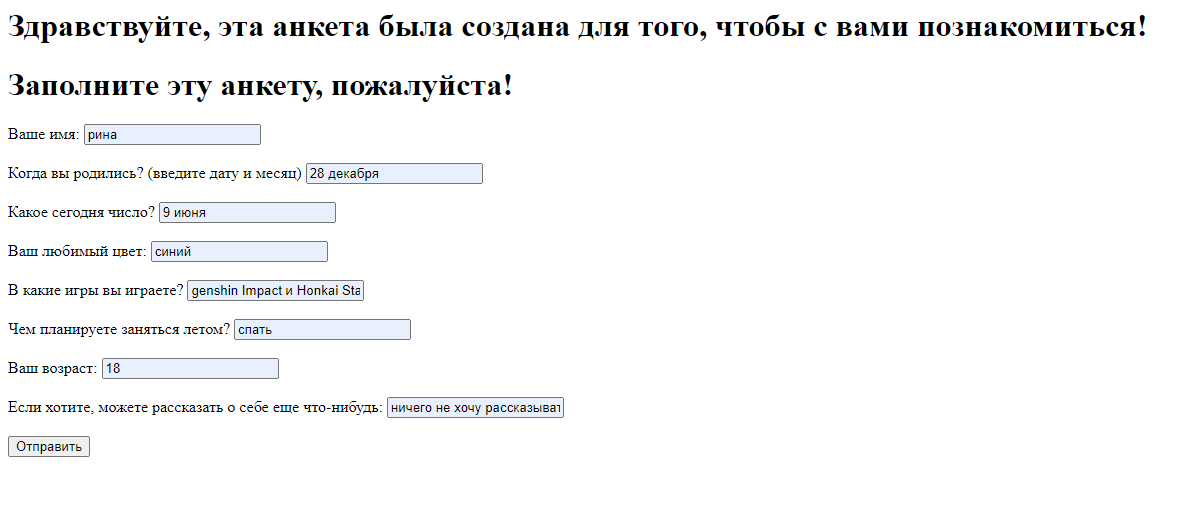 Здравствуйте, эта анкета была создана для того, чтобы с вами познакомиться!
Заполните эту анкету, пожалуйста!
Ваше имя: рина
Когда вы родились? (введите дату и месяц) 28 декабря
Какое сегодня число? 9 июня
Ваш любимый цвет: синий
В какие игры вы играете? genshin Impact и Honkai Sta
Чем планируете заняться летом? спать
Ваш возраст: 18
Если хотите, можете рассказать о себе еще что-нибудь: ничего не хочу рассказыват
Отправить